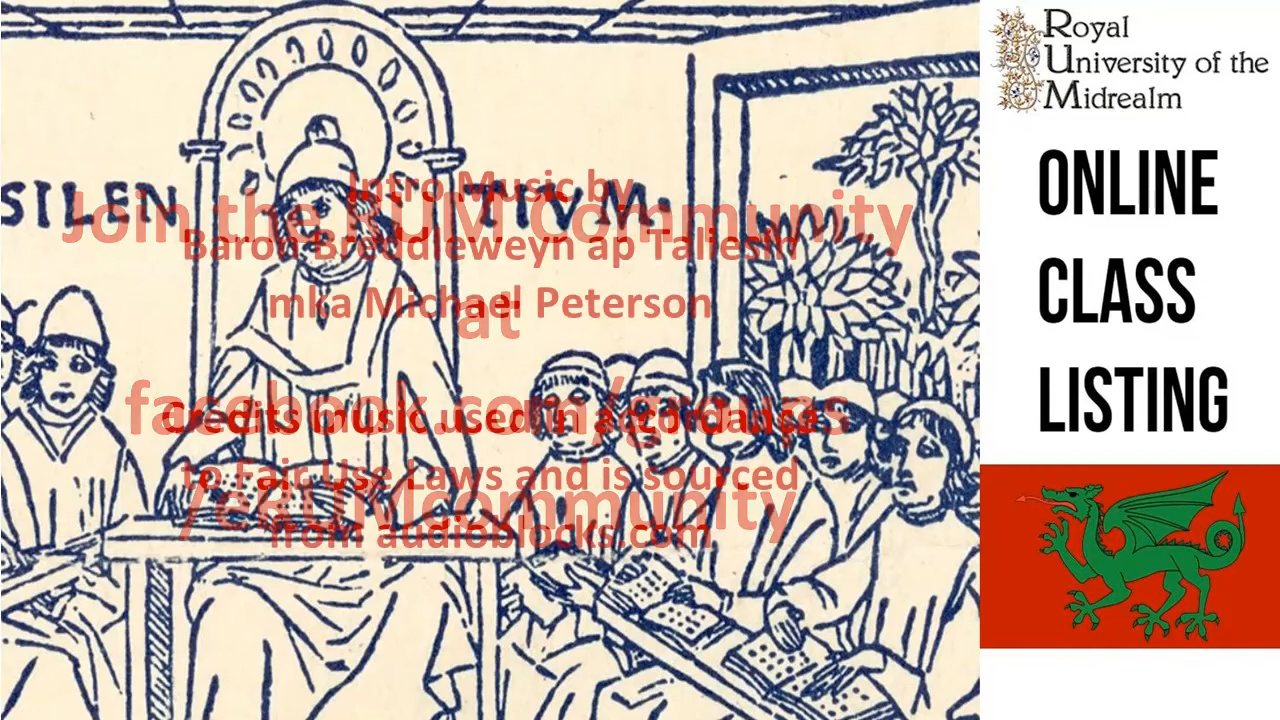 Royal
University of the
Midrealm
ONLINE
CLASS
LISTING
SILEN TIVM.
Join the RUM Community
at
facebook.com/groups
/eRUMcommunity
Intro Music by
Baron Breddleweyn ap Taliesin
mka Michael Peterson
Credits music used in accordance
to Fair Use Laws and is sourced
from audioblocks.com